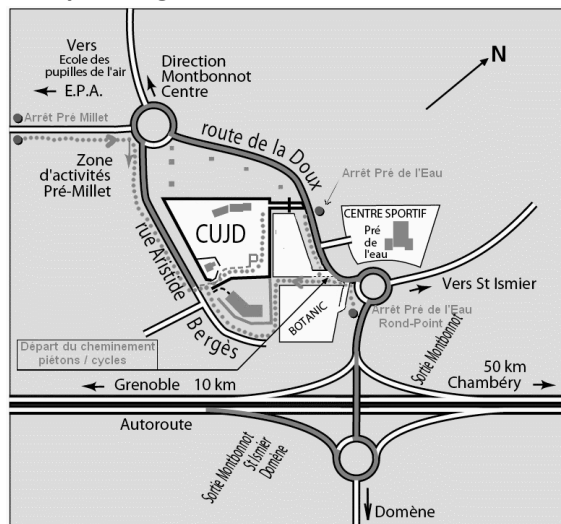 Vers
Ecole des
pupilles de l'air
E.P.A.
Direction
Montbonnot
Centre
N
Arrêt Pré Millet
Zone
d'activités
Pré-Millet
route de la Doux
Arrêt Pré de l'Eau
CENTRE SPORTIF
Pré
de
l'eau
CUJD
P
rue Aristide
Bergès
BOTANIC
Vers St Ismier
Arrêt Pré de l'Eau
Rond-Point
Départ du cheminement
piétons / cycles
Sortie Montbonnot
Grenoble 10 km
50 km
Chambéry
Autoroute
Sortie Montbonnot
St Ismier
Domène
Domène